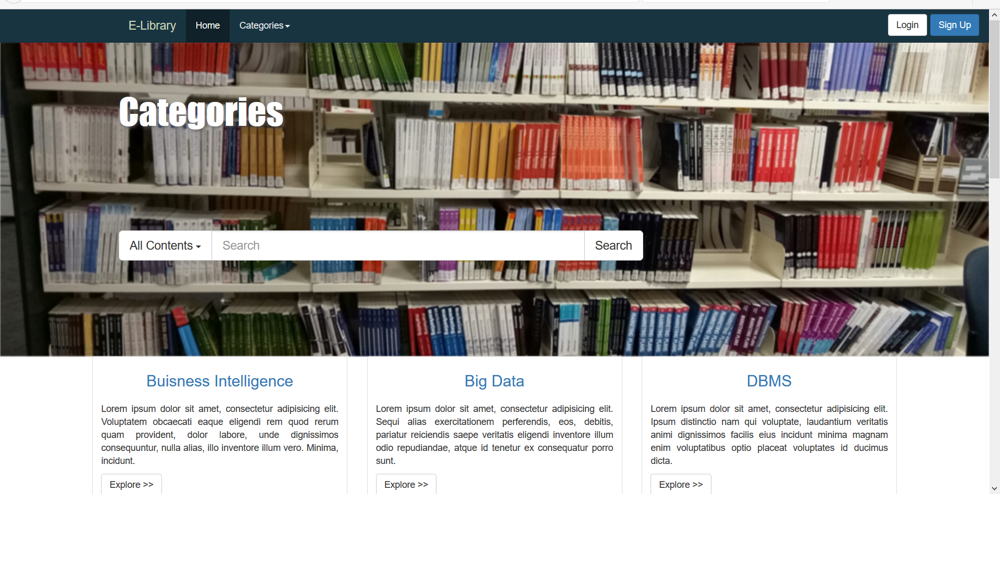 E-Library Home Categories Login Sign Up
Categories
All Contents Search Search
Buisness Intelligence
Lorem ipsum dolor sit amet, consectetur adipisicing elit.
Voluptatem obcaecati eaque eligendi rem quod rerum
quam provident, dolor labore, unde dignissimos
consequuntur, nulla alias, illo inventore illum vero. Minima,
incidunt.
Explore >>
Big Data
Lorem ipsum dolor sit amet, consectetur adipisicing elit.
Sequi alias exercitationem perferendis, eos, debitis,
pariatur reiciendis saepe veritatis eligendi inventore illum
odio repudiandae, atque id tenetur ex consequatur porro
sunt.
Explore >>
DBMS
Lorem ipsum dolor sit amet, consectetur adipisicing elit.
Ipsum distinctio nam qui voluptate, laudantium veritatis
animi dignissimos facilis eius incidunt minima magnam
enim voluptatibus optio placeat voluptates id ducimus
dicta.
Explore >>